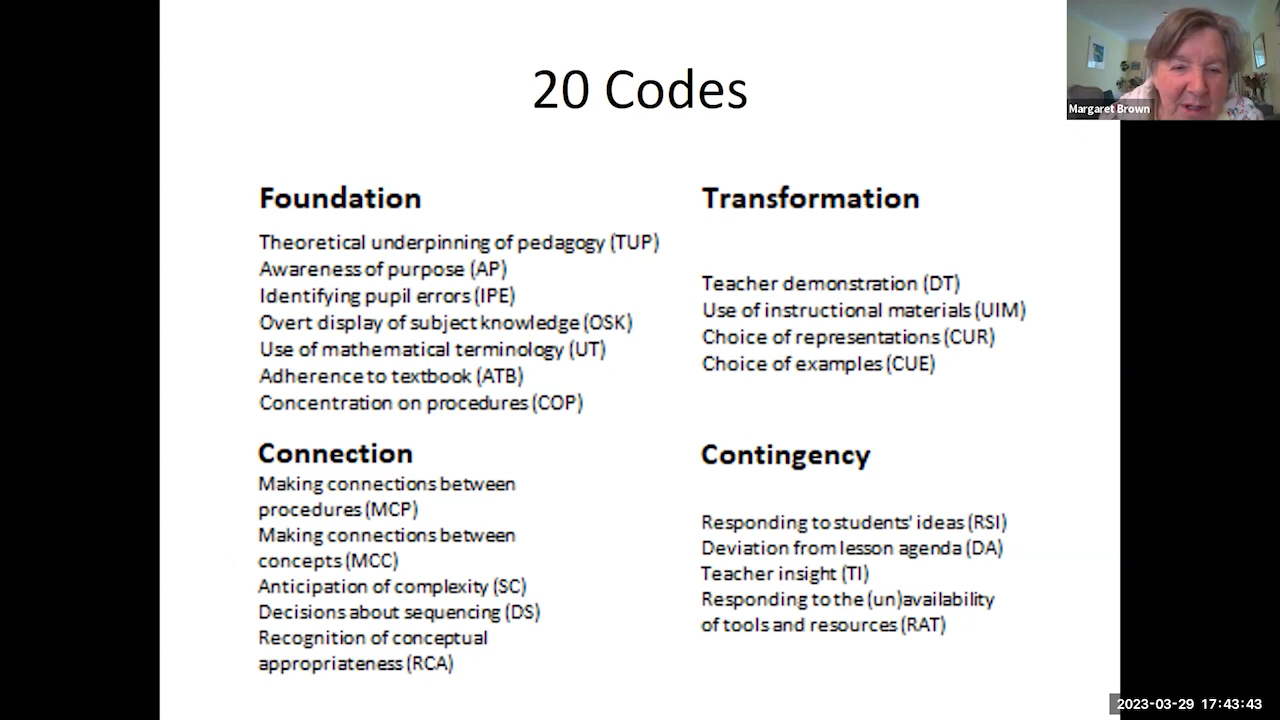 20 Codes
Margaret Brown
Foundation
Theoretical underpinning of pedagogy (TUP)
Awareness of purpose (AP)
Identifying pupil errors (IPE)
Overt display of subject knowledge (OSK)
Use of mathematical terminology (UT)
Adherence to textbook (ATB)
Concentration on procedures (COP)
Transformation
Teacher demonstration (DT)
Use of instructional materials (UIM)
Choice of representations (CUR)
Choice of examples (CUE)
Connection
Making connections between
procedures (MCP)
Making connections between
concepts (MCC)
Anticipation of complexity (SC)
Decisions about sequencing (DS)
Recognition of conceptual
appropriateness (RCA)
Contingency
Responding to students' ideas (RSI)
Deviation from lesson agenda (DA)
Teacher insight (TI)
Responding to the (un)availability
of tools and resources (RAT)
2023-03-29 17:43:43